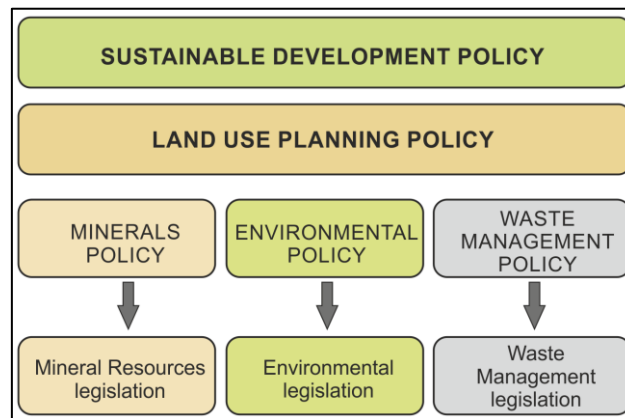 SUSTAINABLE DEVELOPMENT POLICY
LAND USE PLANNING POLICY
MINERALS
POLICY
ENVIRONMENTAL
POLICY
WASTE
MANAGEMENT
POLICY
Mineral Resources
legislation
Environmental
legislation
Waste
Management
legislation